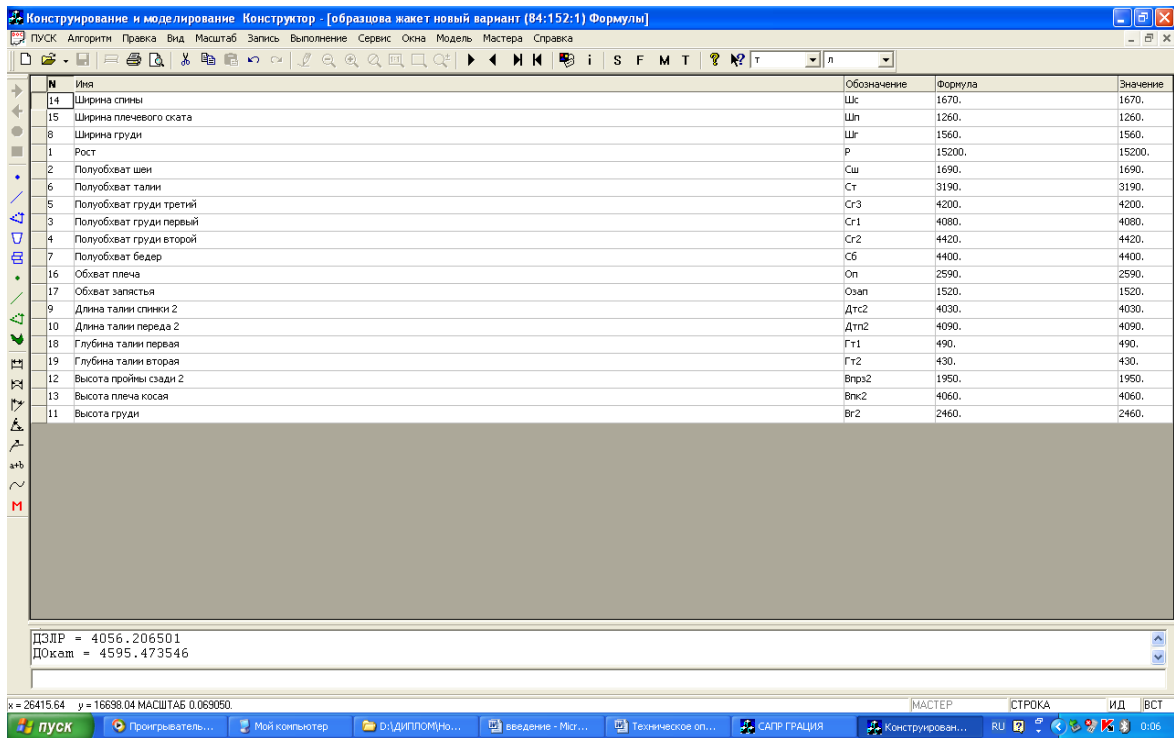 Конструирование и моделирование Конструктор - [образцова жакет новый вариант (84:152:1) Формулы]
ПУСК Алгоритм Правка Вид Масштаб Запись Выполнение Сервис Окна Модель Мастера Справка
i S F M T т л
N Имя Обозначение Формула Значение
14 Ширина спины Шс 1670. 1670.
15 Ширина плечевого ската Шп 1260. 1260.
8 Ширина груди Шг 1560. 1560.
1 Рост Р 15200. 15200.
2 Полуобхват шеи Сш 1690. 1690.
6 Полуобхват талии Ст 3190. 3190.
5 Полуобхват груди третий Сг3 4200. 4200.
3 Полуобхват груди первый Сг1 4080. 4080.
4 Полуобхват груди второй Сг2 4420. 4420.
7 Полуобхват бедер Сб 4400. 4400.
16 Обхват плеча Оп 2590. 2590.
17 Обхват запястья Озап 1520. 1520.
9 Длина талии спинки 2 Дтс2 4030. 4030.
10 Длина талии переда 2 Дтп2 4090. 4090.
18 Глубина талии первая Гт1 490. 490.
19 Глубина талии вторая Гт2 430. 430.
12 Высота проймы сзади 2 Впрз2 1950. 1950.
13 Высота плеча косая Впк2 4060. 4060.
11 Высота груди Вг2 2460. 2460.
a+b
M
ДЗЛР = 4056.206501
ДОкат = 4595.473546
x = 26415.64 y = 16698.04 МАСШТАБ 0.069050. МАСТЕР СТРОКА ИД ВСТ
пуск Проигрыватель... Мой компьютер D:\ДИПЛОМ\Но... введение - Micr... Техническое оп... САПР ГРАЦИЯ Конструирован... RU 0:06